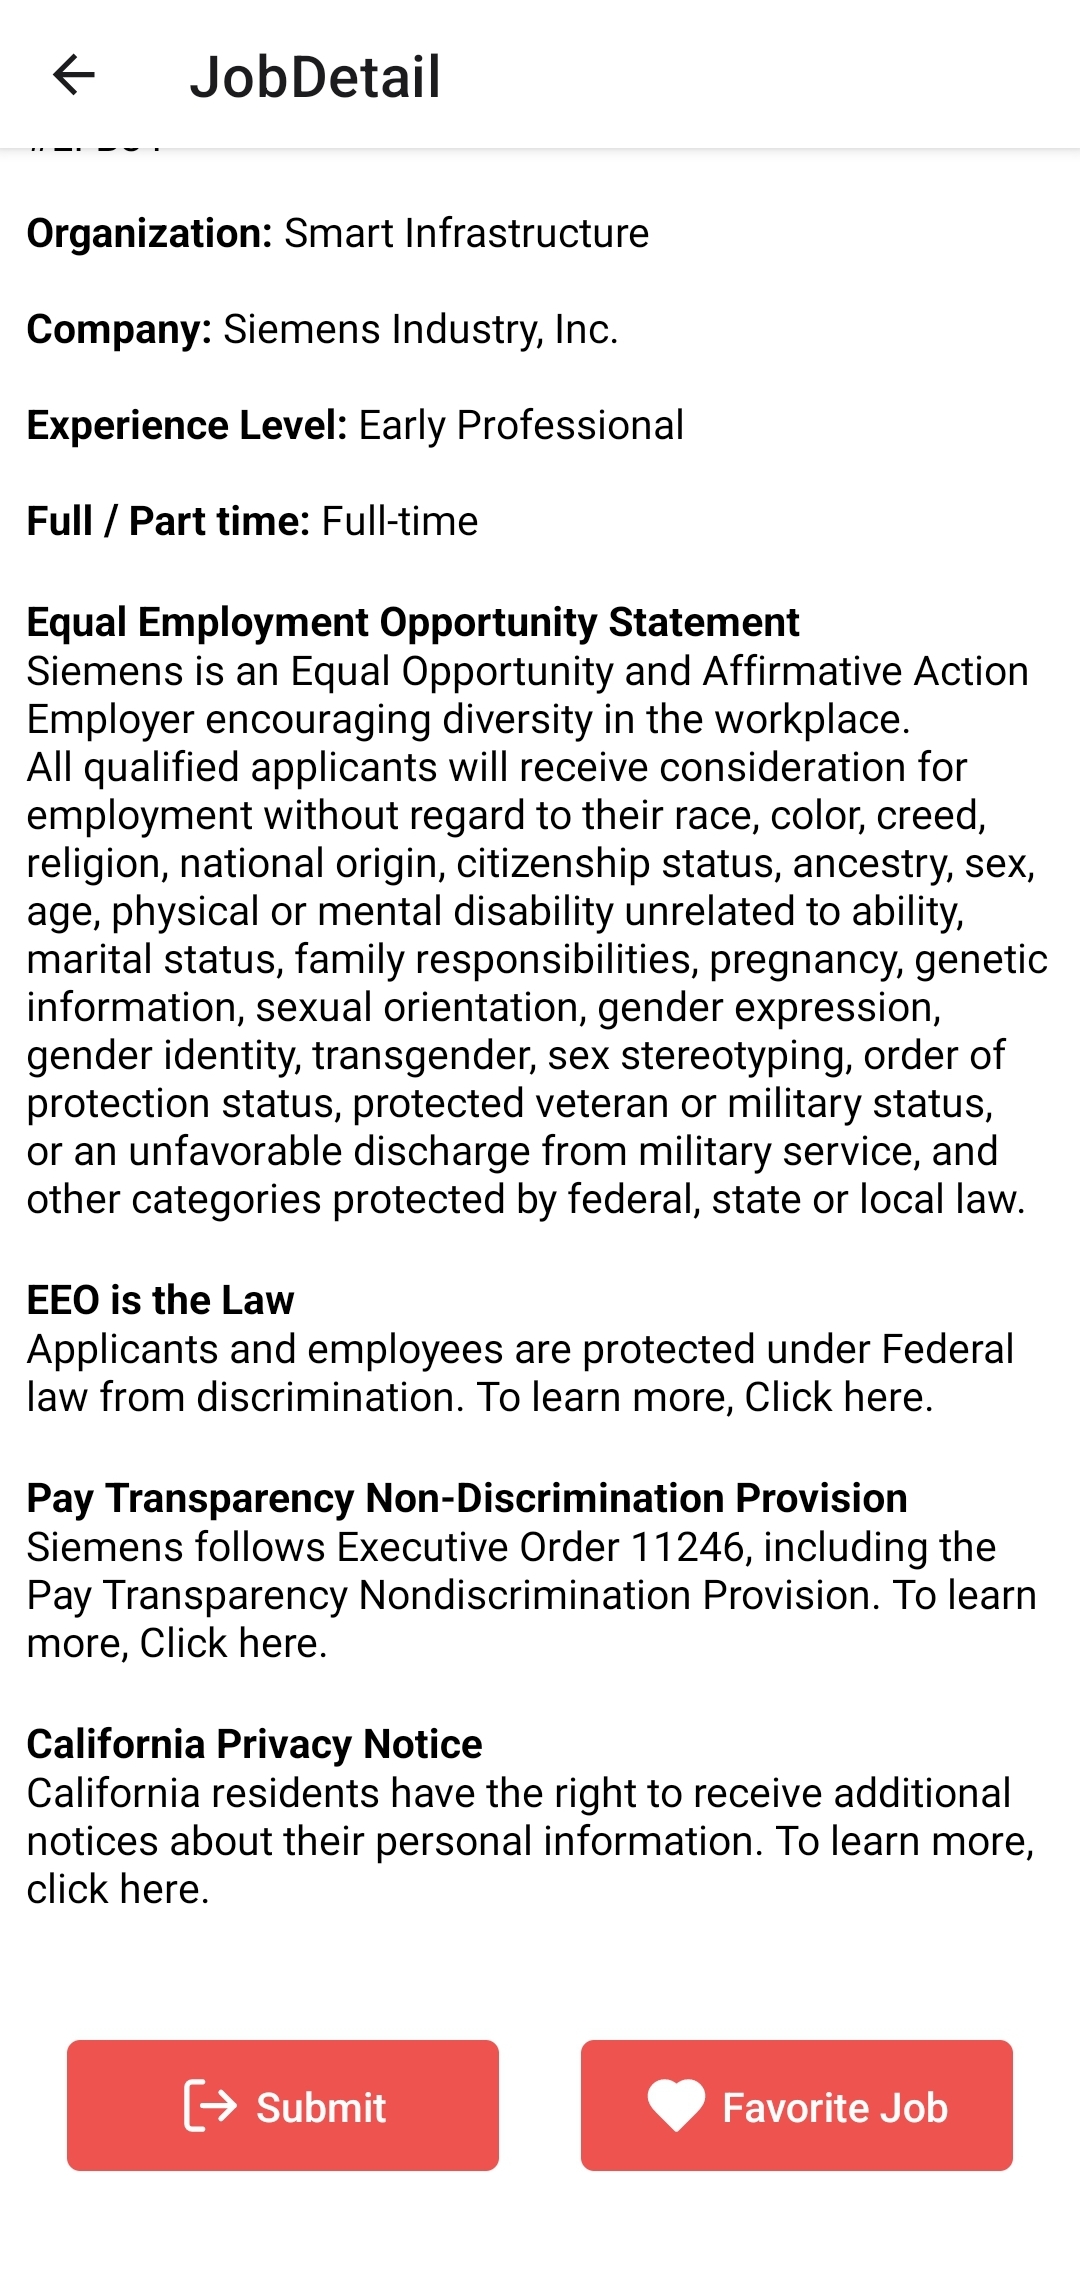 JobDetail
Organization: Smart Infrastructure
Company: Siemens Industry, Inc.
Experience Level: Early Professional
Full / Part time: Full-time
Equal Employment Opportunity Statement
Siemens is an Equal Opportunity and Affirmative Action
Employer encouraging diversity in the workplace.
All qualified applicants will receive consideration for
employment without regard to their race, color, creed,
religion, national origin, citizenship status, ancestry, sex,
age, physical or mental disability unrelated to ability,
marital status, family responsibilities, pregnancy, genetic
information, sexual orientation, gender expression,
gender identity, transgender, sex stereotyping, order of
protection status, protected veteran or military status,
or an unfavorable discharge from military service, and
other categories protected by federal, state or local law.
EEO is the Law
Applicants and employees are protected under Federal
law from discrimination. To learn more, Click here.
Pay Transparency Non-Discrimination Provision
Siemens follows Executive Order 11246, including the
Pay Transparency Nondiscrimination Provision. To learn
more, Click here.
California Privacy Notice
California residents have the right to receive additional
notices about their personal information. To learn more,
click here.
Submit
Favorite Job